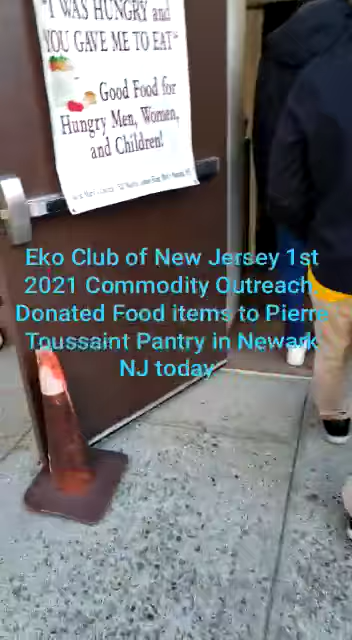 "I WAS HUNGRY and
YOU GAVE ME TO EAT"
Good Food for
Hungry Men, Women,
and Children!
Eko Club of New Jersey 1st
2021 Commodity Outreach,
Donated Food items to Pierre
Toussaint Pantry in Newark
NJ today